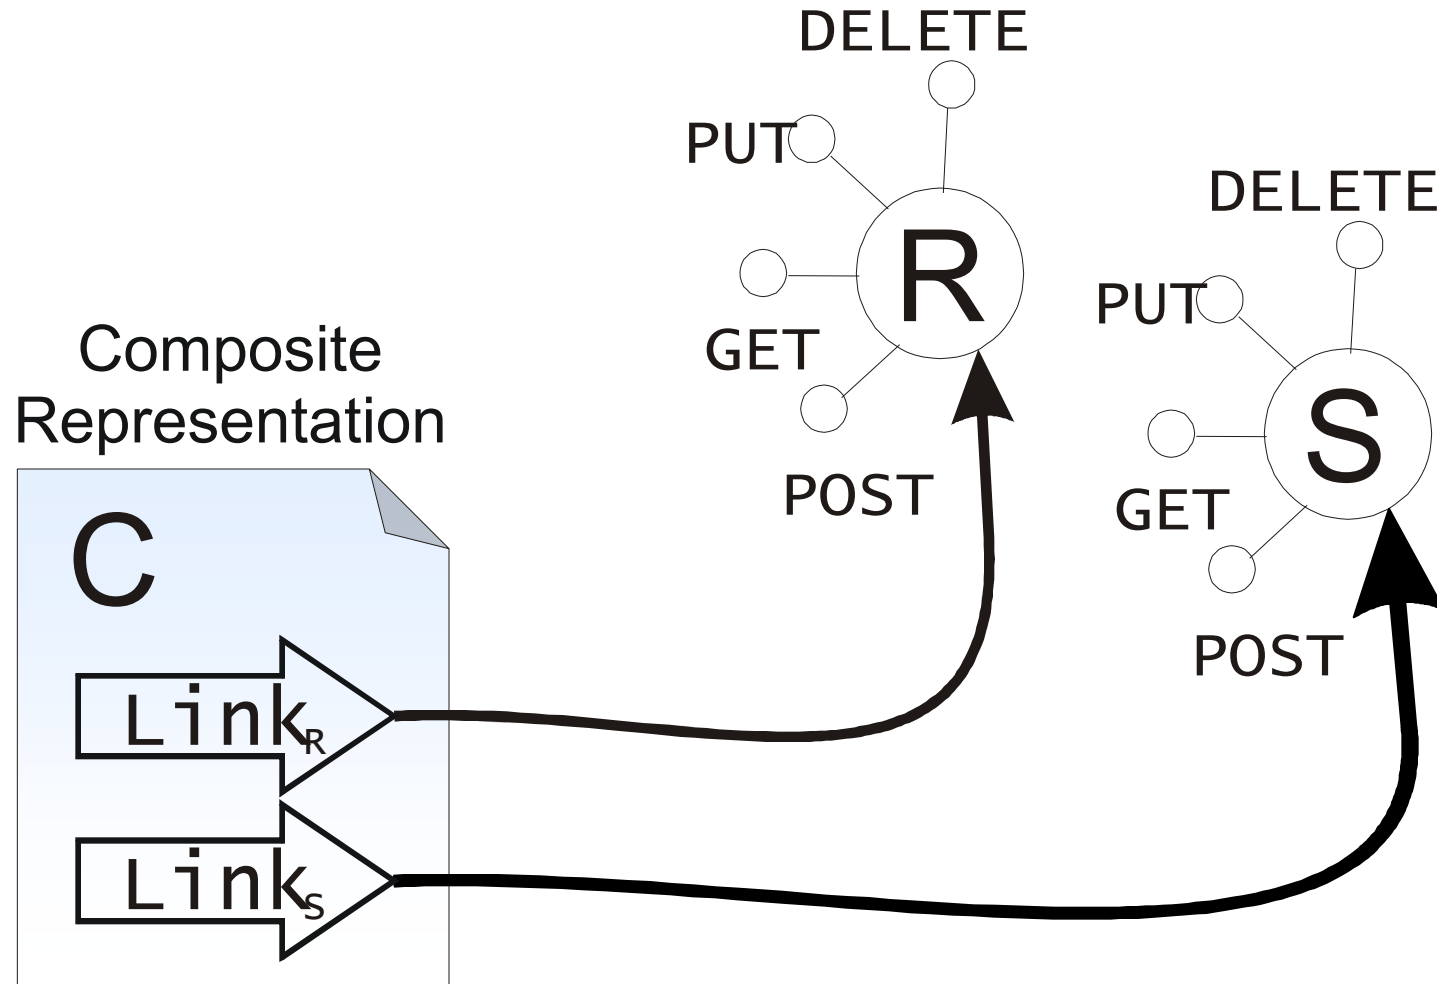 DELETE
PUT
R
GET
POST
DELETE
PUT
S
GET
POST
Composite
Representation
C
LinkR
LinkS